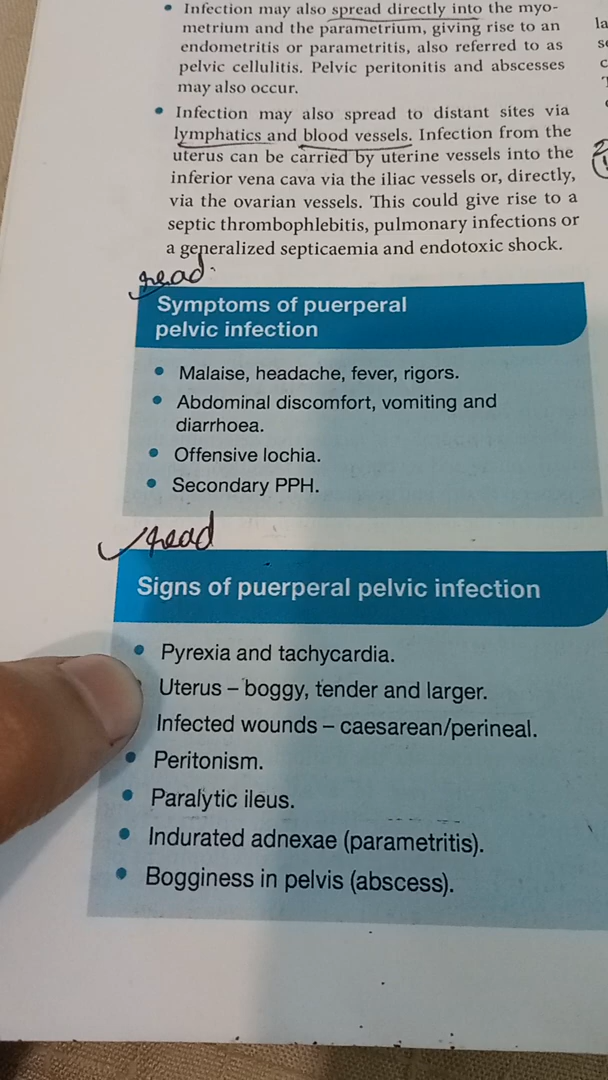 • Infection may also spread directly into the myo-
metrium and the parametrium, giving rise to an
endometritis or parametritis, also referred to as
pelvic cellulitis. Pelvic peritonitis and abscesses
may also occur.
• Infection may also spread to distant sites via
lymphatics and blood vessels. Infection from the
uterus can be carried by uterine vessels into the
inferior vena cava via the iliac vessels or, directly,
via the ovarian vessels. This could give rise to a
septic thrombophlebitis, pulmonary infections or
a generalized septicaemia and endotoxic shock.
read
Symptoms of puerperal
pelvic infection
• Malaise, headache, fever, rigors.
• Abdominal discomfort, vomiting and
diarrhoea.
• Offensive lochia.
• Secondary PPH.
read
Signs of puerperal pelvic infection
• Pyrexia and tachycardia.
Uterus – boggy, tender and larger.
Infected wounds – caesarean/perineal.
• Peritonism.
• Paralytic ileus.
• Indurated adnexae (parametritis).
• Bogginess in pelvis (abscess).